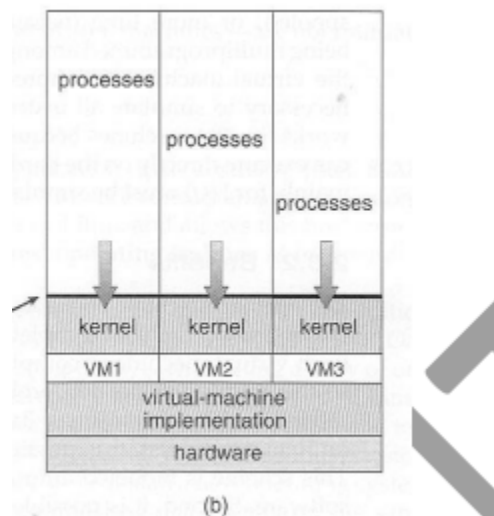 processes
processes
processes
kernel kernel kernel
VM1 VM2 VM3
virtual-machine
implementation
hardware
(b)